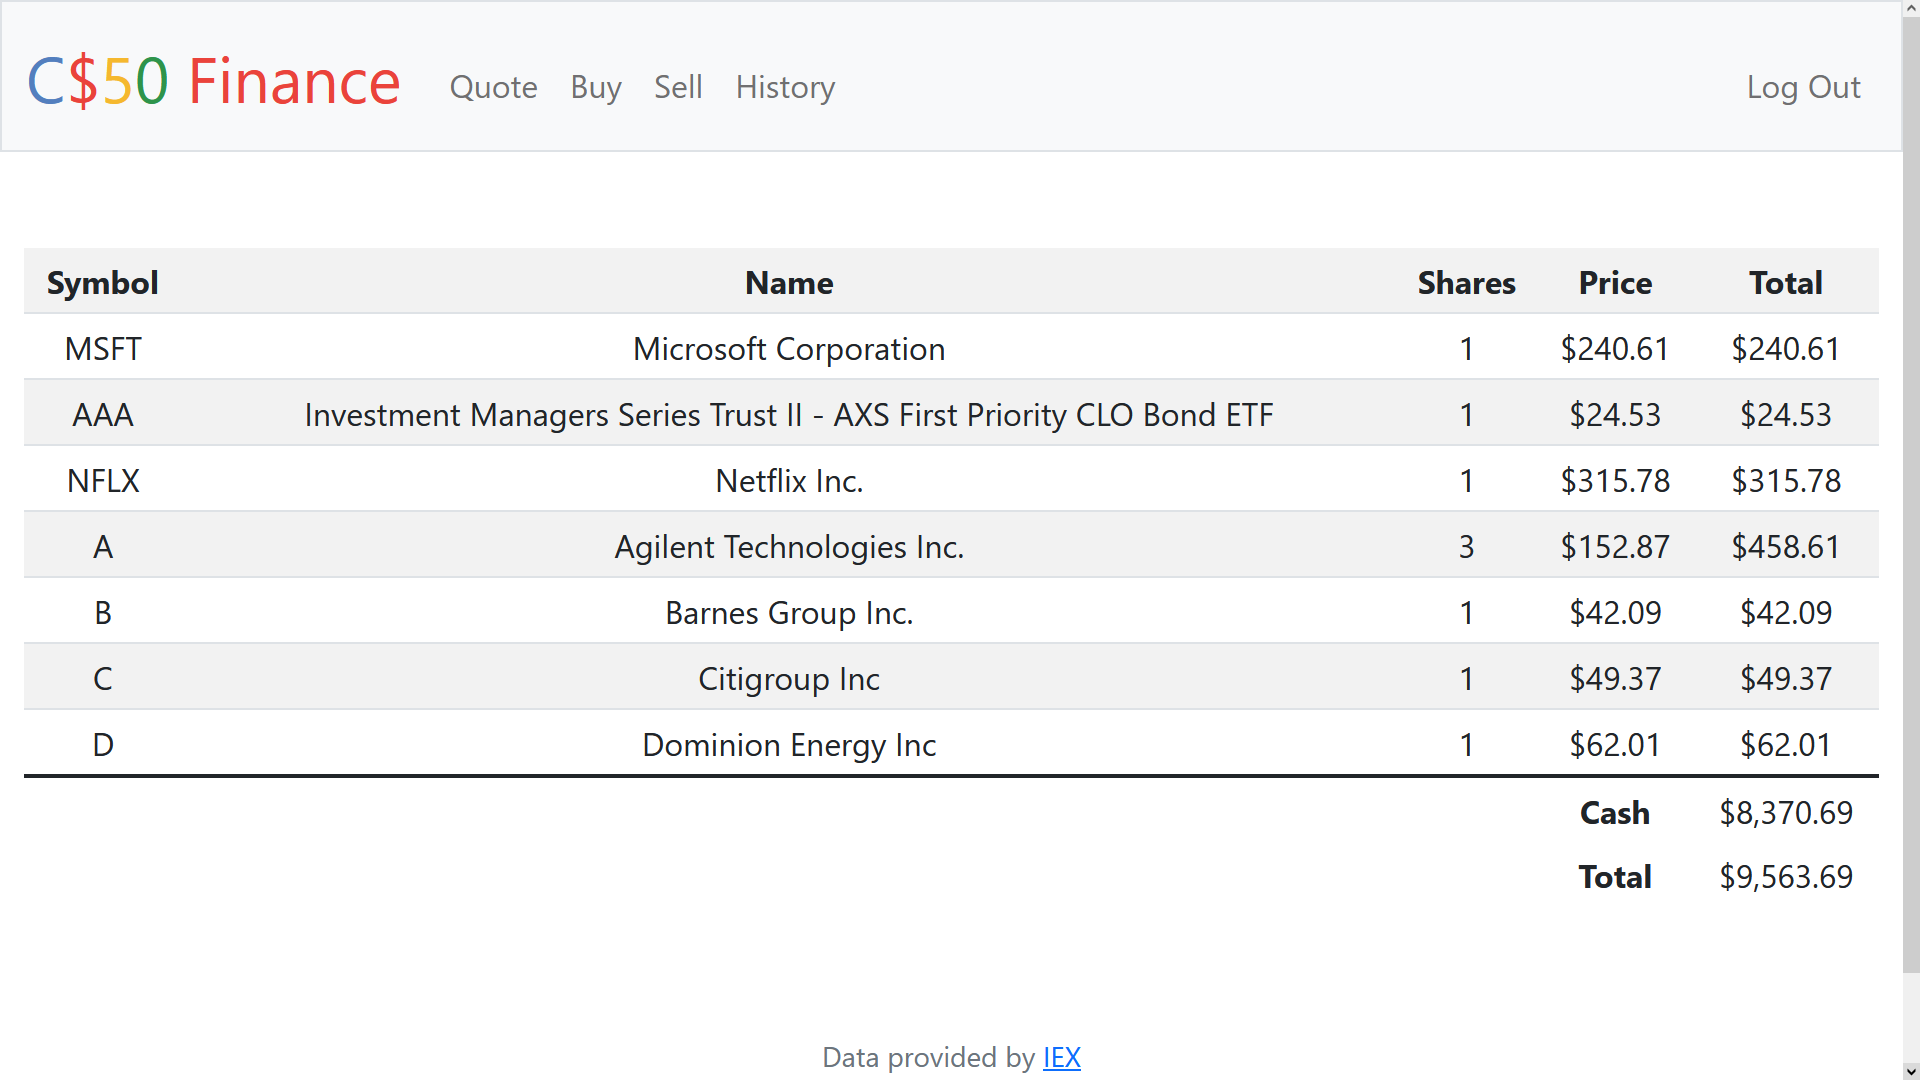 C$50 Finance Quote Buy Sell History Log Out
Symbol Name Shares Price Total
MSFT Microsoft Corporation 1 $240.61 $240.61
AAA Investment Managers Series Trust II - AXS First Priority CLO Bond ETF 1 $24.53 $24.53
NFLX Netflix Inc. 1 $315.78 $315.78
A Agilent Technologies Inc. 3 $152.87 $458.61
B Barnes Group Inc. 1 $42.09 $42.09
C Citigroup Inc 1 $49.37 $49.37
D Dominion Energy Inc 1 $62.01 $62.01
Cash $8,370.69
Total $9,563.69
Data provided by IEX